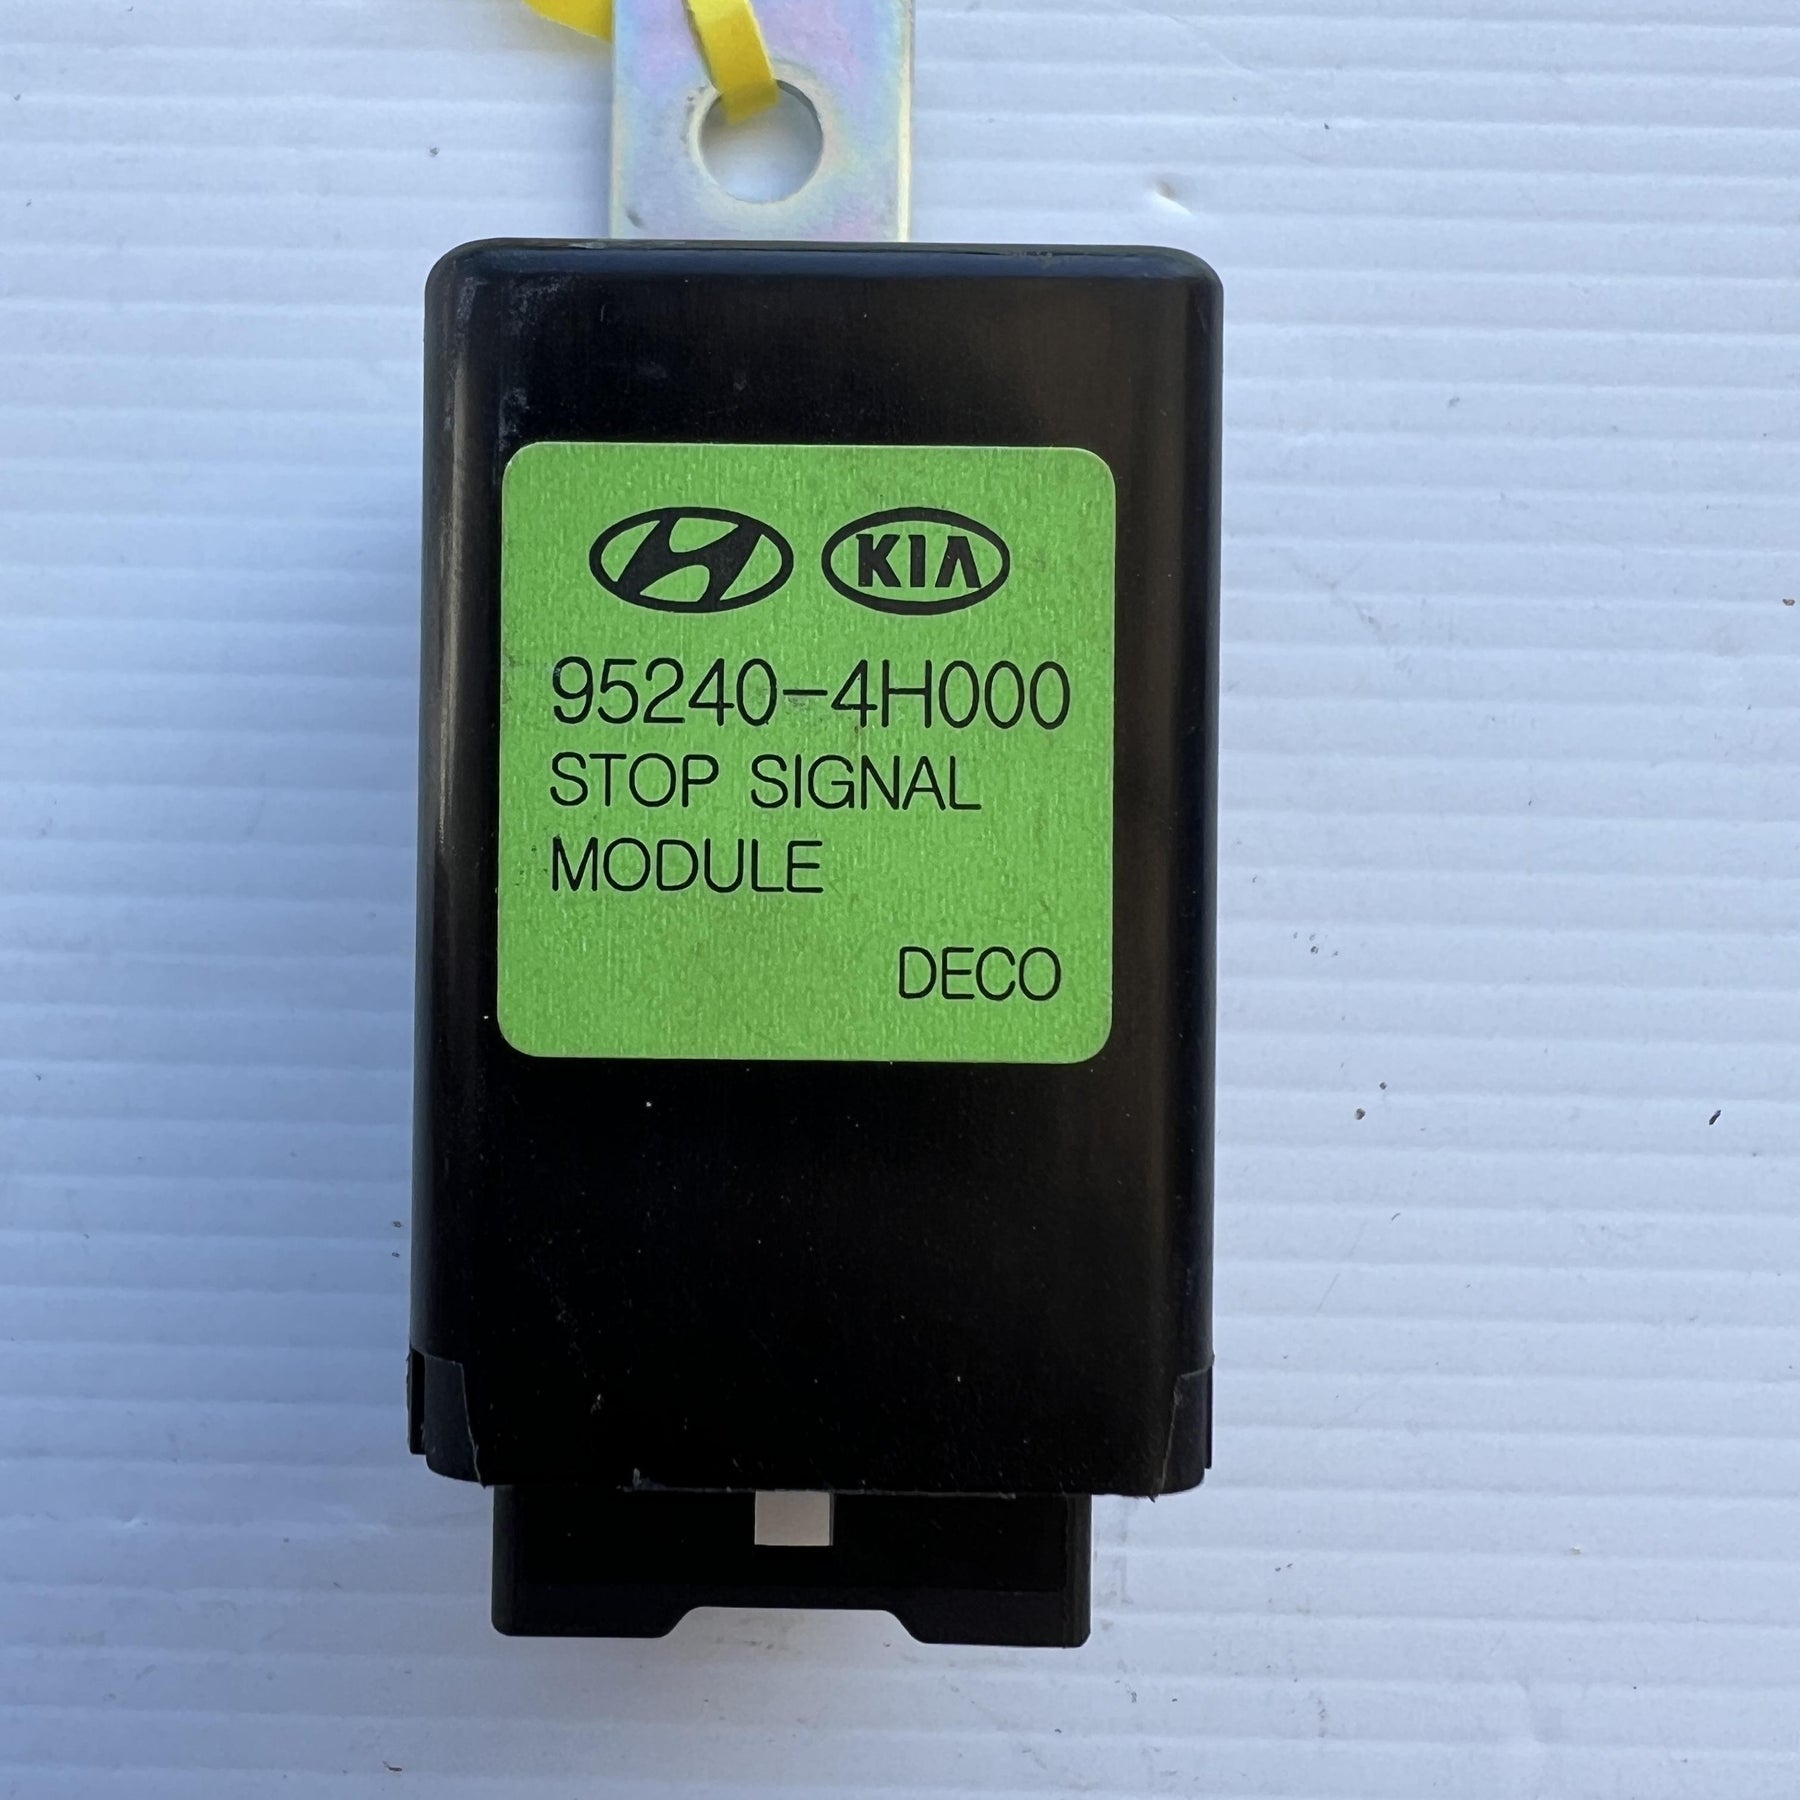 KIA
95240-4H000
STOP SIGNAL
MODULE
DECO